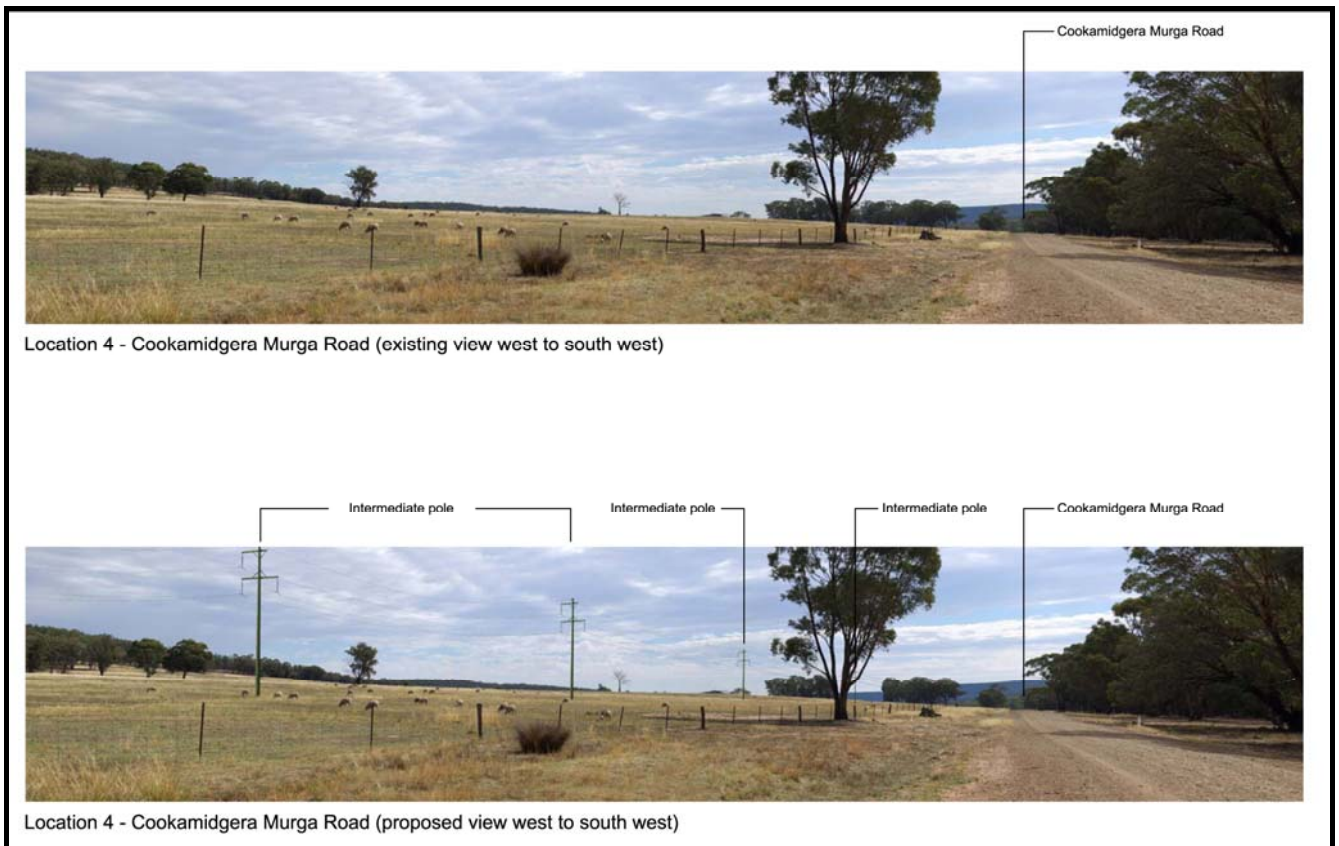 Cookamidgera Murga Road
Location 4 - Cookamidgera Murga Road (existing view west to south west)
Intermediate pole
Intermediate pole
Intermediate pole
Cookamidgera Murga Road
Location 4 - Cookamidgera Murga Road (proposed view west to south west)